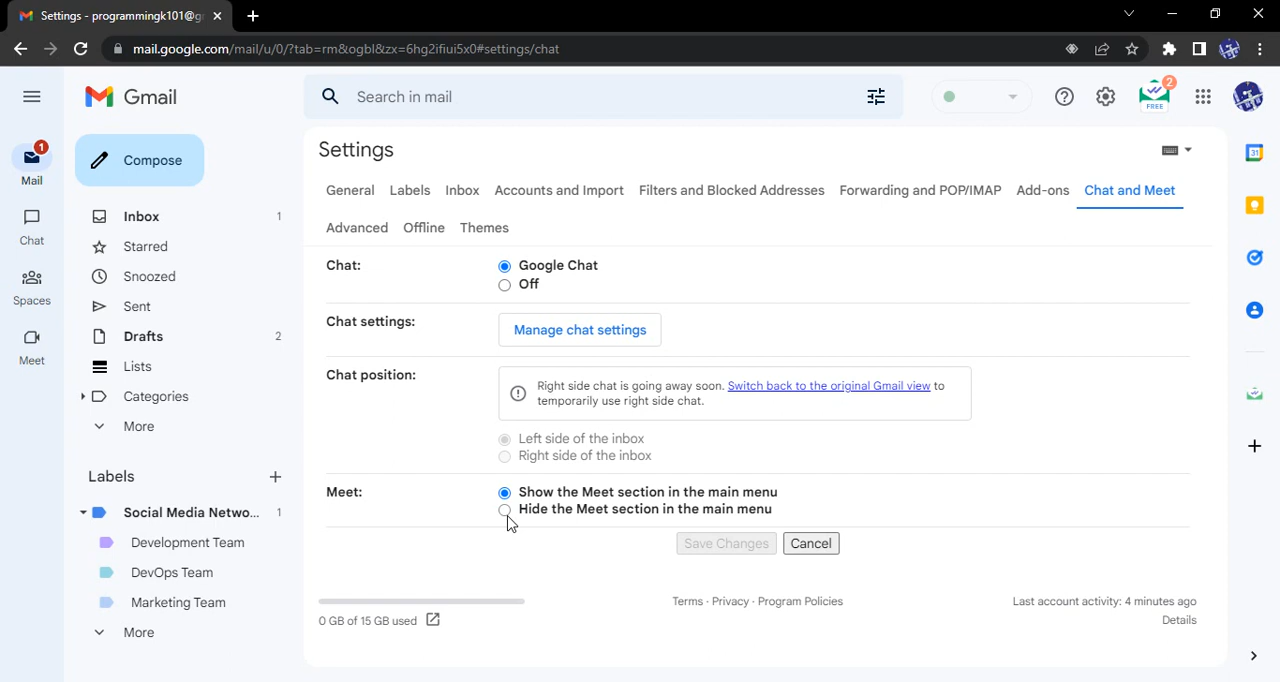 Settings - programmingk101@g
mail.google.com/mail/u/0/?tab=rm&ogbl&zx=6hg2ifiui5x0#settings/chat
Gmail
Search in mail
2
FREE
1
Mail
Chat
Spaces
Meet
Compose
Inbox 1
Starred
Snoozed
Sent
Drafts 2
Lists
Categories
More
Labels
Social Media Netwo... 1
Development Team
DevOps Team
Marketing Team
More
Settings
General Labels Inbox Accounts and Import Filters and Blocked Addresses Forwarding and POP/IMAP Add-ons Chat and Meet
Advanced Offline Themes
Chat: Google Chat
Off
Chat settings: Manage chat settings
Chat position: Right side chat is going away soon. Switch back to the original Gmail view to
temporarily use right side chat.
Left side of the inbox
Right side of the inbox
Meet: Show the Meet section in the main menu
Hide the Meet section in the main menu
Save Changes Cancel
Terms · Privacy · Program Policies Last account activity: 4 minutes ago
0 GB of 15 GB used Details
31